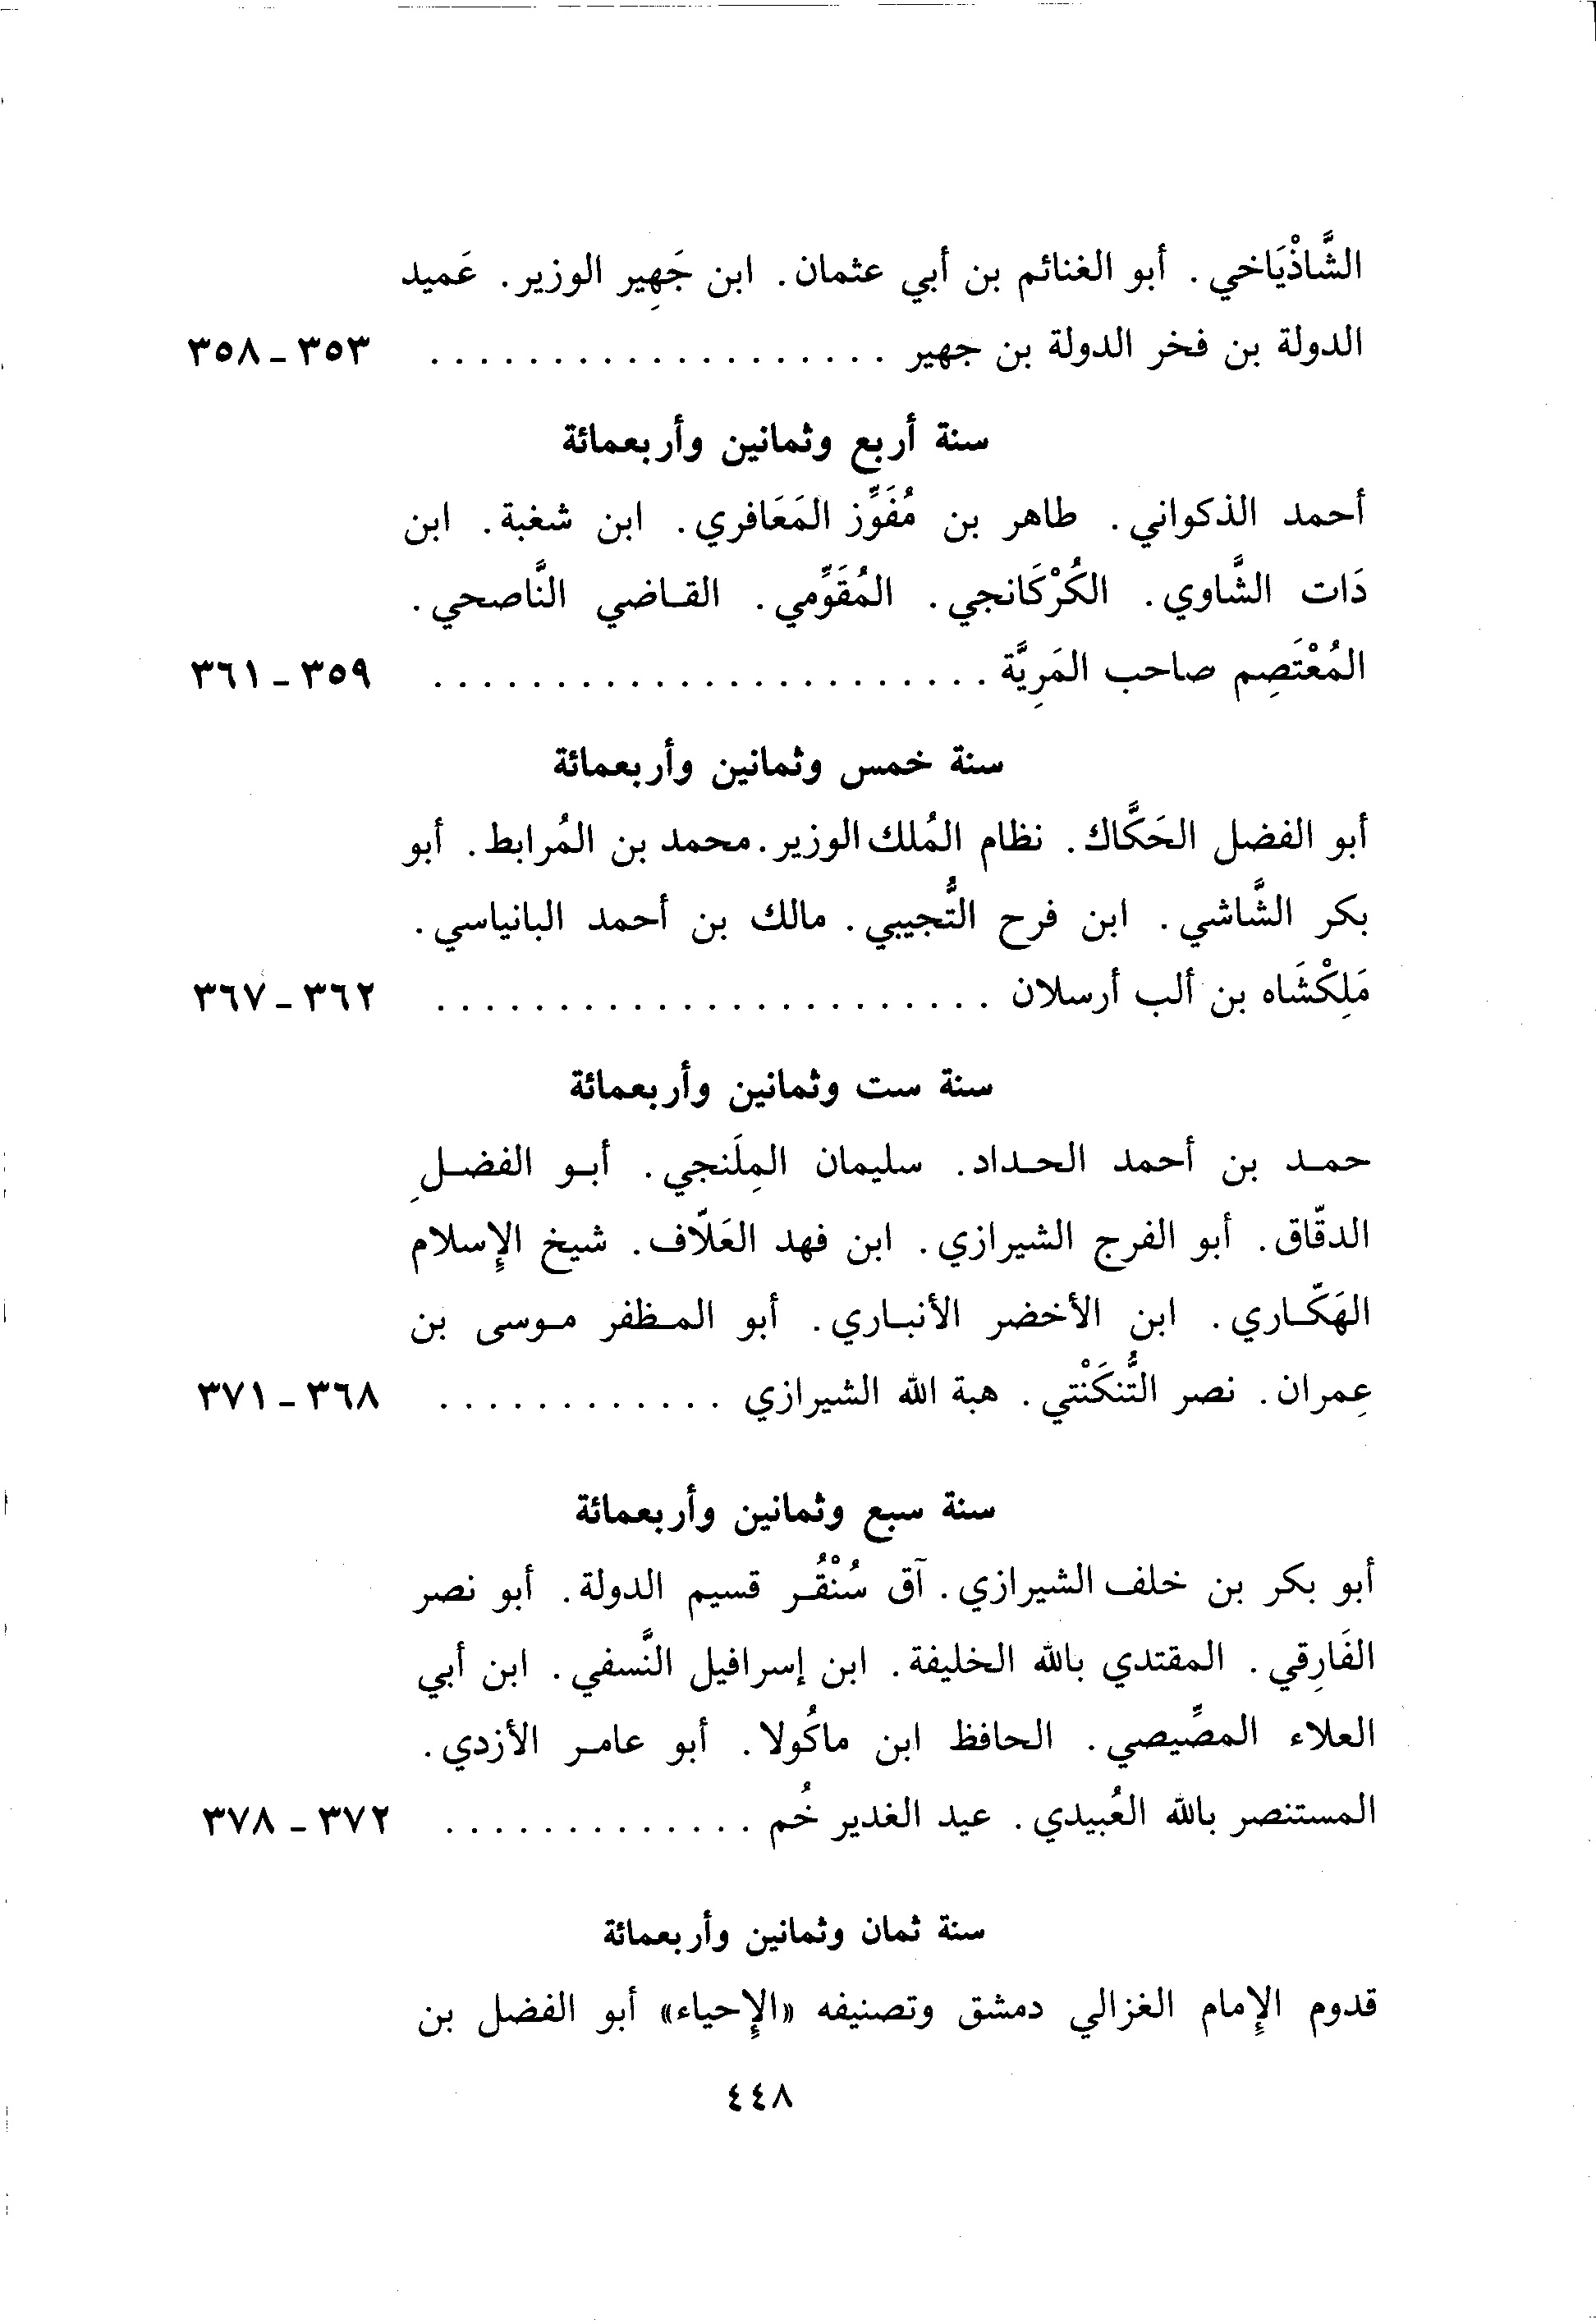 الشَّاذْيَاخي. أبو الغنائم بن أبي عثمان. ابن جَهِير الوزير. عَميد
الدولة بن فخر الدولة بن جهير . . . . . . . . . . . . . . . . . . . ٣٥٣ - ٣٥٨
سنة أربع وثمانين وأربعمائة
أحمد الذكواني. طاهر بن مُفَوِّز المَعَافري. ابن شغبة. ابن
دَات الشَّاوي. الكُرْكَانجي. المُقَوِّمي. القاضي النَّاصحي.
المُعْتَصِم صاحب المَرِيَّة . . . . . . . . . . . . . . . . . . . . . . . ٣٥٩ - ٣٦١
سنة خمس وثمانين وأربعمائة
أبو الفضل الحَكَّاك. نظام المُلك الوزير. محمد بن المُرابط. أبو
بكر الشَّاشي. ابن فرح التُّجيبي. مالك بن أحمد البانياسي.
مَلِكْشَاه بن ألب أرسلان . . . . . . . . . . . . . . . . . . . . . . . ٣٦٢ - ٣٦٧
سنة ست وثمانين وأربعمائة
حمد بن أحمد الحداد. سليمان المِلَنجي. أبو الفضلِ
الدقّاق. أبو الفرج الشيرازي. ابن فهد العَلّاف. شيخ الإسلام
الهَكّاري. ابن الأخضر الأنباري. أبو المظفر موسى بن
عِمران. نصر التُّنكَنْتي. هبة الله الشيرازي . . . . . . . . . . . . ٣٦٨ - ٣٧١
سنة سبع وثمانين وأربعمائة
أبو بكر بن خلف الشيرازي. آق سُنْقُر قسيم الدولة. أبو نصر
الفَارِقي. المقتدي بالله الخليفة. ابن إسرافيل النَّسفي. ابن أبي
العلاء المصِّيصي. الحافظ ابن ماكُولا. أبو عامر الأزدي.
المستنصر بالله العُبيدي. عيد الغدير خُم . . . . . . . . . . . . . ٣٧٢ - ٣٧٨
سنة ثمان وثمانين وأربعمائة
قدوم الإمام الغزالي دمشق وتصنيفه «الإحياء» أبو الفضل بن
٤٤٨